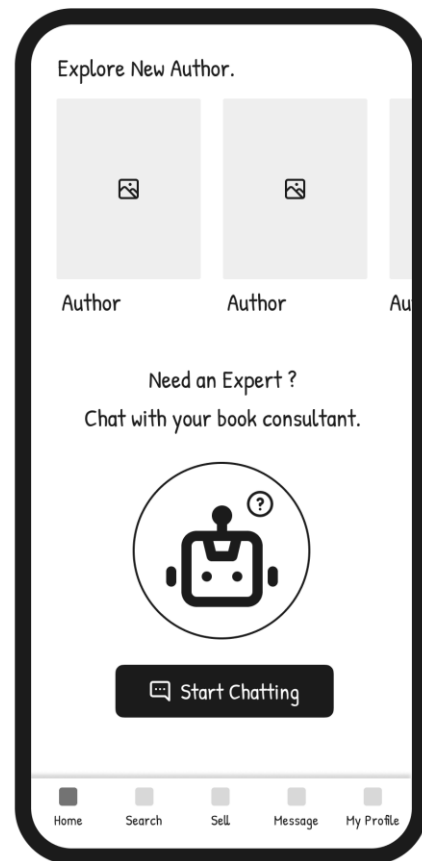 Explore New Author.
Author Author Au
Need an Expert ?
Chat with your book consultant.
?
Start Chatting
Home Search Sell Message My Profile